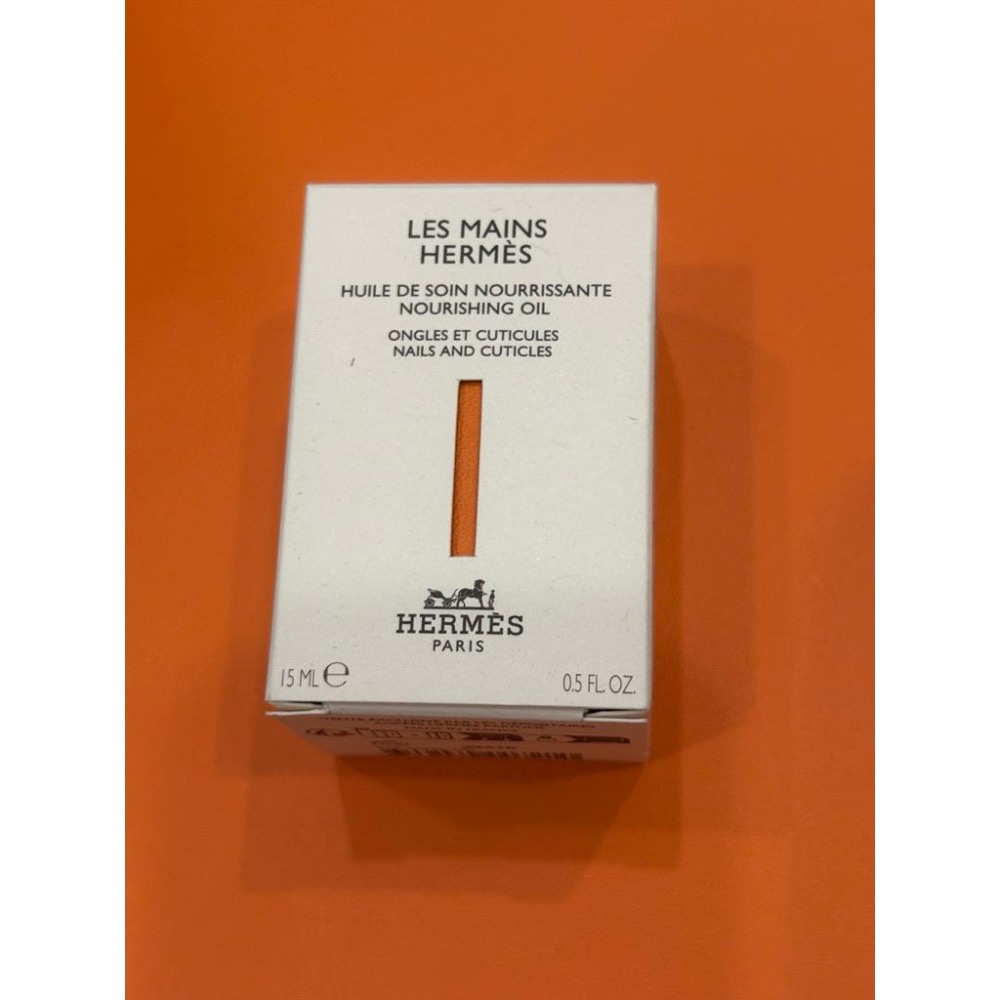 LES MAINS
HERMÈS
HUILE DE SOIN NOURRISSANTE
NOURISHING OIL
ONGLES ET CUTICULES
NAILS AND CUTICLES
HERMÈS
PARIS
15 ML ℮ 0.5 FL. OZ.